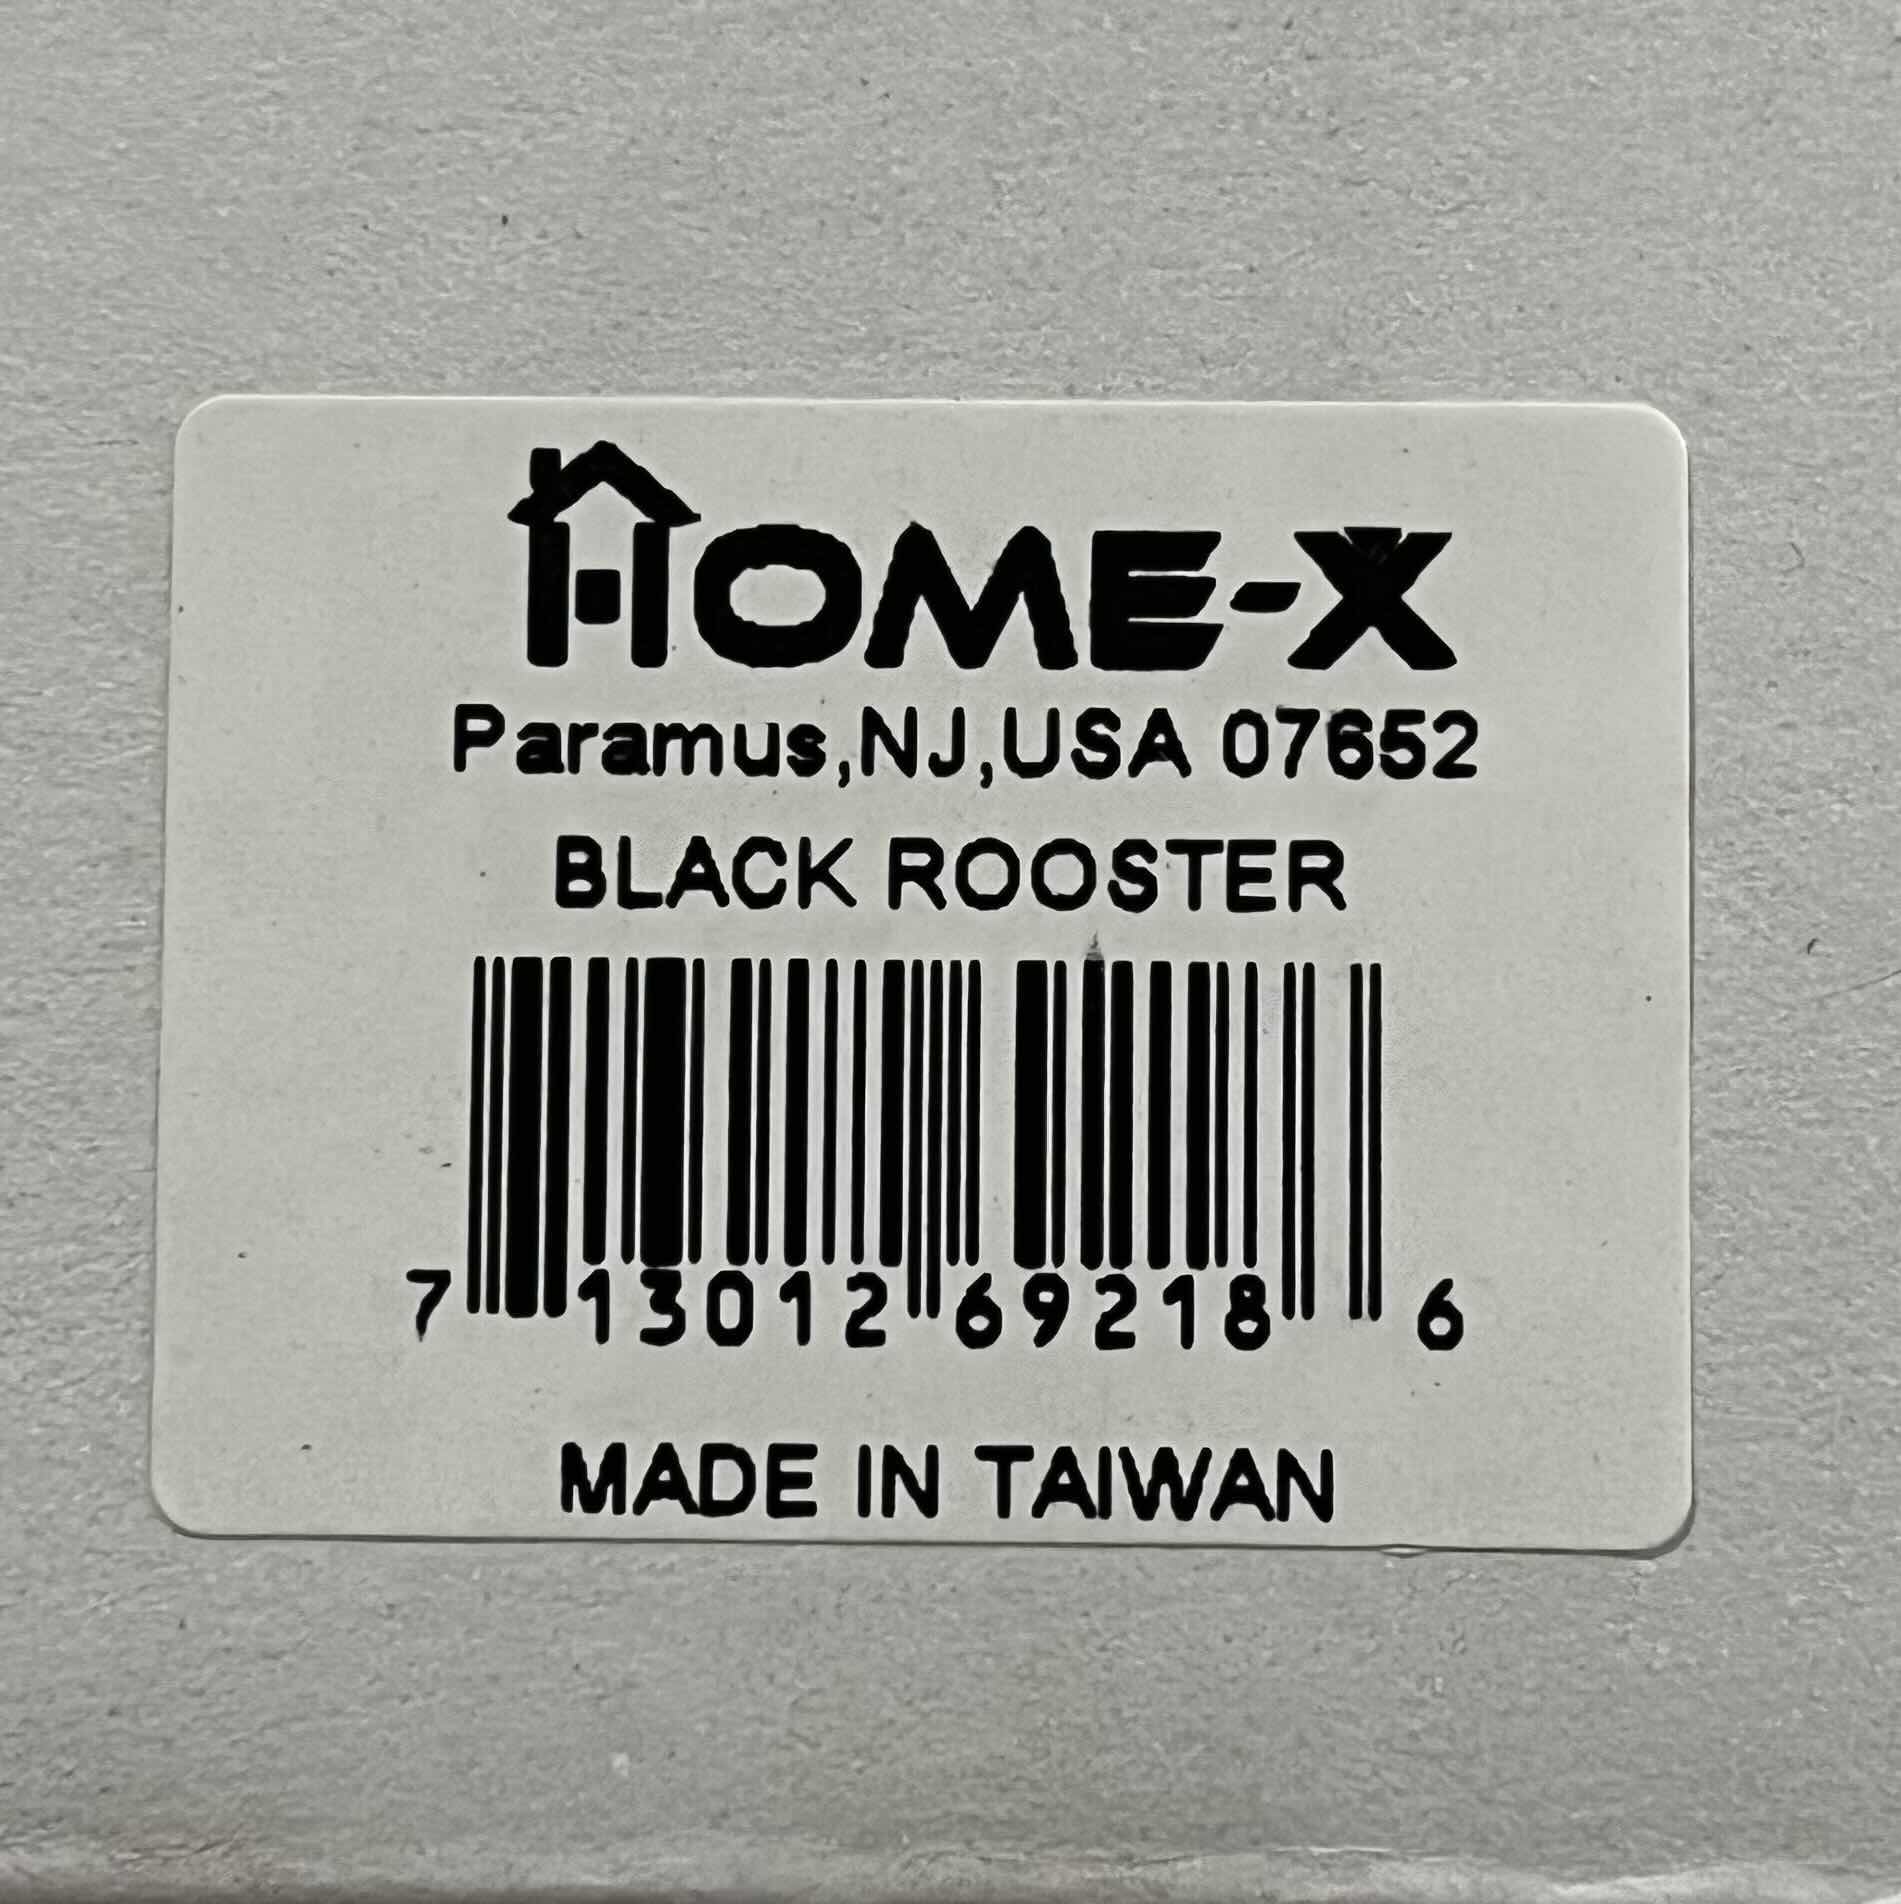 HOME-X
Paramus,NJ,USA 07652
BLACK ROOSTER
7 13012 69218 6
MADE IN TAIWAN